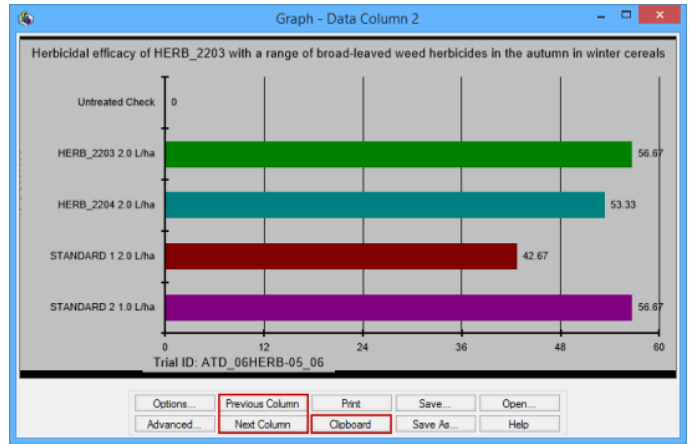 Graph - Data Column 2
Herbicidal efficacy of HERB_2203 with a range of broad-leaved weed herbicides in the autumn in winter cereals
Untreated Check 0
HERB_2203 2.0 L/ha 56.67
HERB_2204 2.0 L/ha 53.33
STANDARD 1 2.0 L/ha 42.67
STANDARD 2 1.0 L/ha 56.67
0 12 24 36 48 60
Trial ID: ATD_06HERB-05_06
Options... Previous Column Print Save... Open...
Advanced... Next Column Clipboard Save As... Help